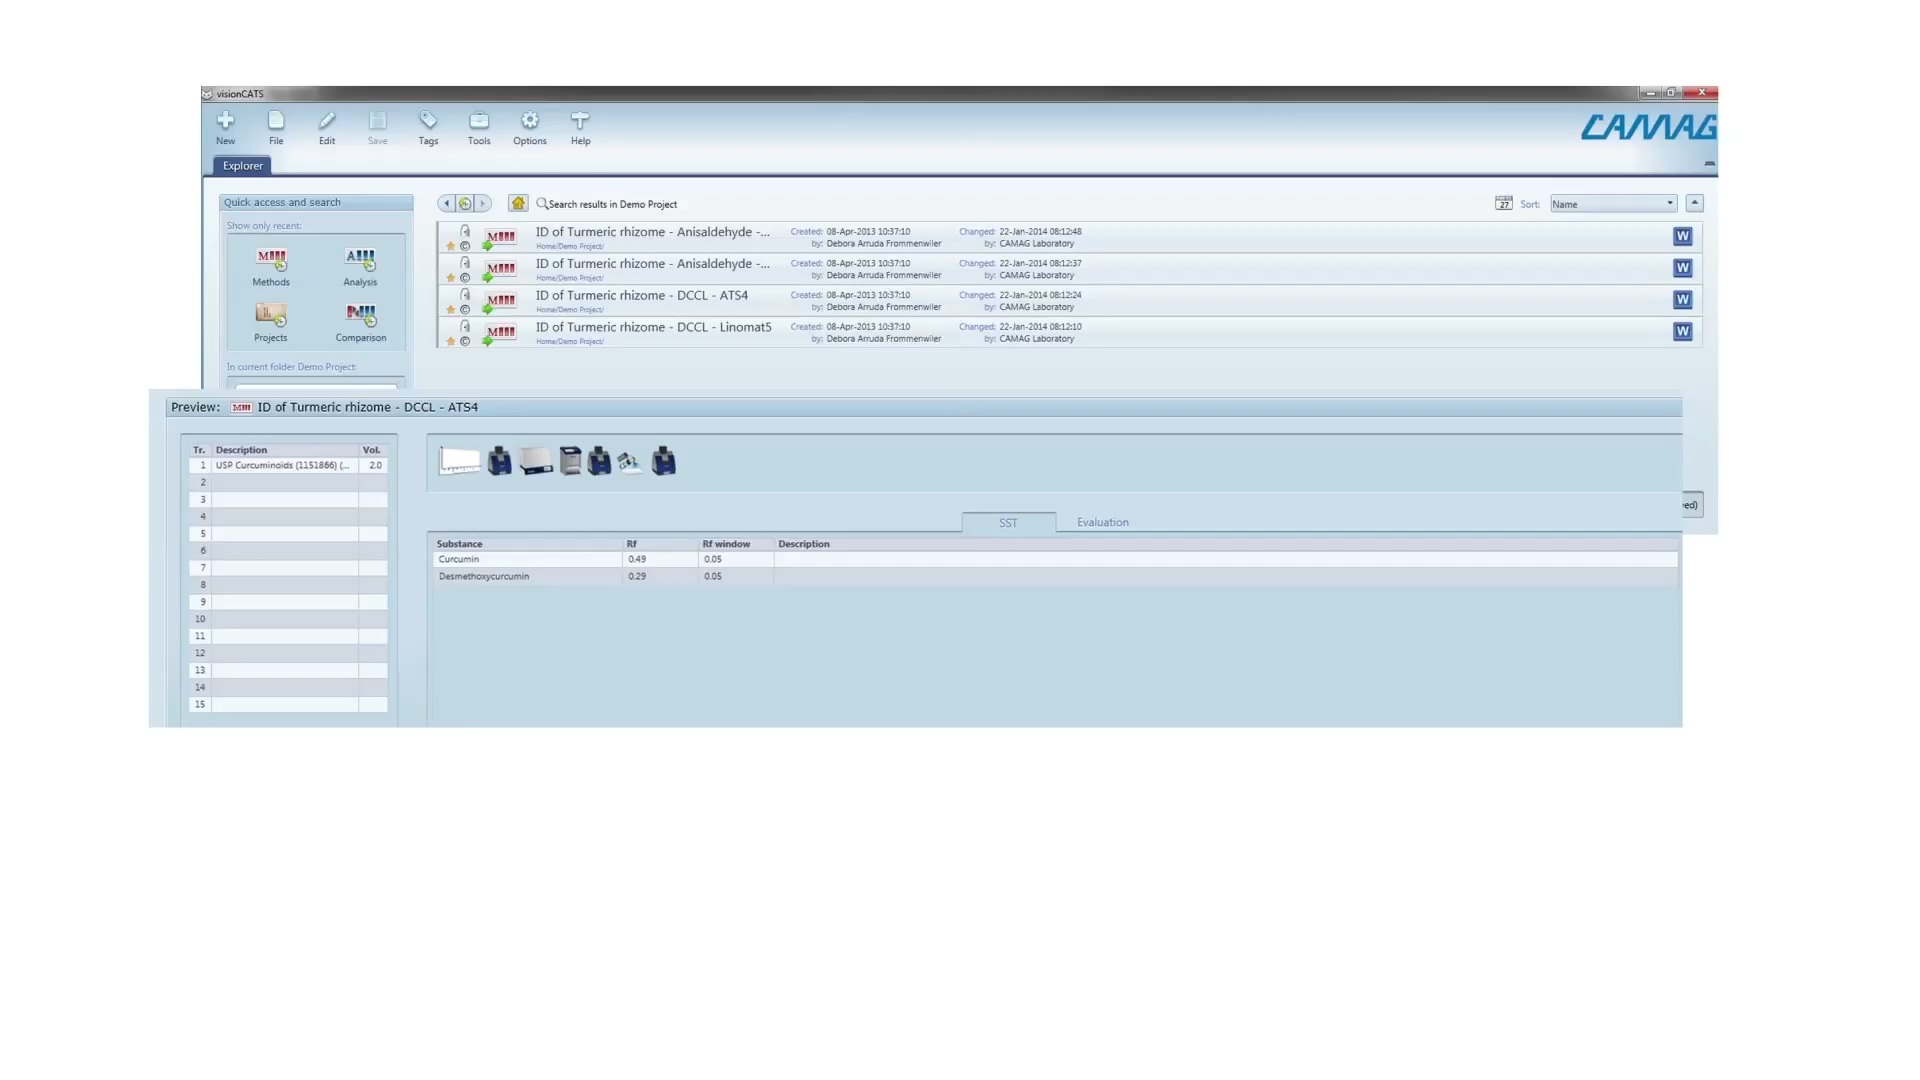 visionCATS
New File Edit Save Tags Tools Options Help
CAMAG
Explorer
Quick access and search
Show only recent:
Methods Analysis
Projects Comparison
In current folder Demo Project:
Search results in Demo Project
27 Sort: Name
ID of Turmeric rhizome - Anisaldehyde -... Created: 08-Apr-2013 10:37:10 Changed: 22-Jan-2014 08:12:48
Home/Demo Project/ by: Debora Arruda Frommenwiler by: CAMAG Laboratory
ID of Turmeric rhizome - Anisaldehyde -... Created: 08-Apr-2013 10:37:10 Changed: 22-Jan-2014 08:12:37
Home/Demo Project/ by: Debora Arruda Frommenwiler by: CAMAG Laboratory
ID of Turmeric rhizome - DCCL - ATS4 Created: 08-Apr-2013 10:37:10 Changed: 22-Jan-2014 08:12:24
Home/Demo Project/ by: Debora Arruda Frommenwiler by: CAMAG Laboratory
ID of Turmeric rhizome - DCCL - Linomat5 Created: 08-Apr-2013 10:37:10 Changed: 22-Jan-2014 08:12:10
Home/Demo Project/ by: Debora Arruda Frommenwiler by: CAMAG Laboratory
Preview: ID of Turmeric rhizome - DCCL - ATS4
Tr. Description Vol.
1 USP Curcuminoids (1151866) (... 2.0
2
3
4
5
6
7
8
9
10
11
12
13
14
15
SST Evaluation
Substance Rf Rf window Description
Curcumin 0.49 0.05
Desmethoxycurcumin 0.29 0.05